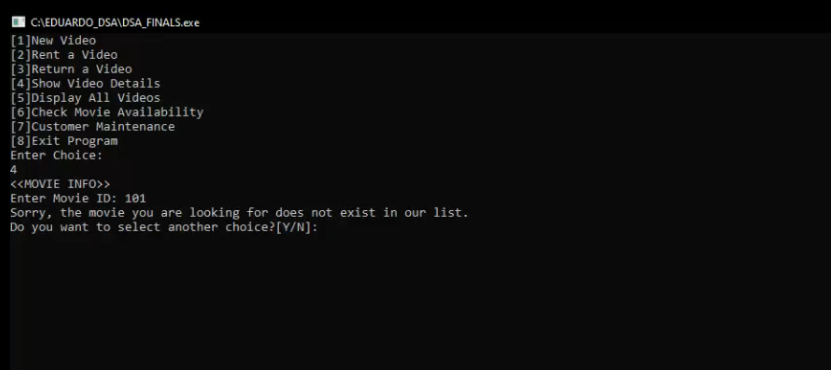 C:\EDUARDO_DSA\DSA_FINALS.exe
[1]New Video
[2]Rent a Video
[3]Return a Video
[4]Show Video Details
[5]Display All Videos
[6]Check Movie Availability
[7]Customer Maintenance
[8]Exit Program
Enter Choice:
4
<<MOVIE INFO>>
Enter Movie ID: 101
Sorry, the movie you are looking for does not exist in our list.
Do you want to select another choice?[Y/N]: